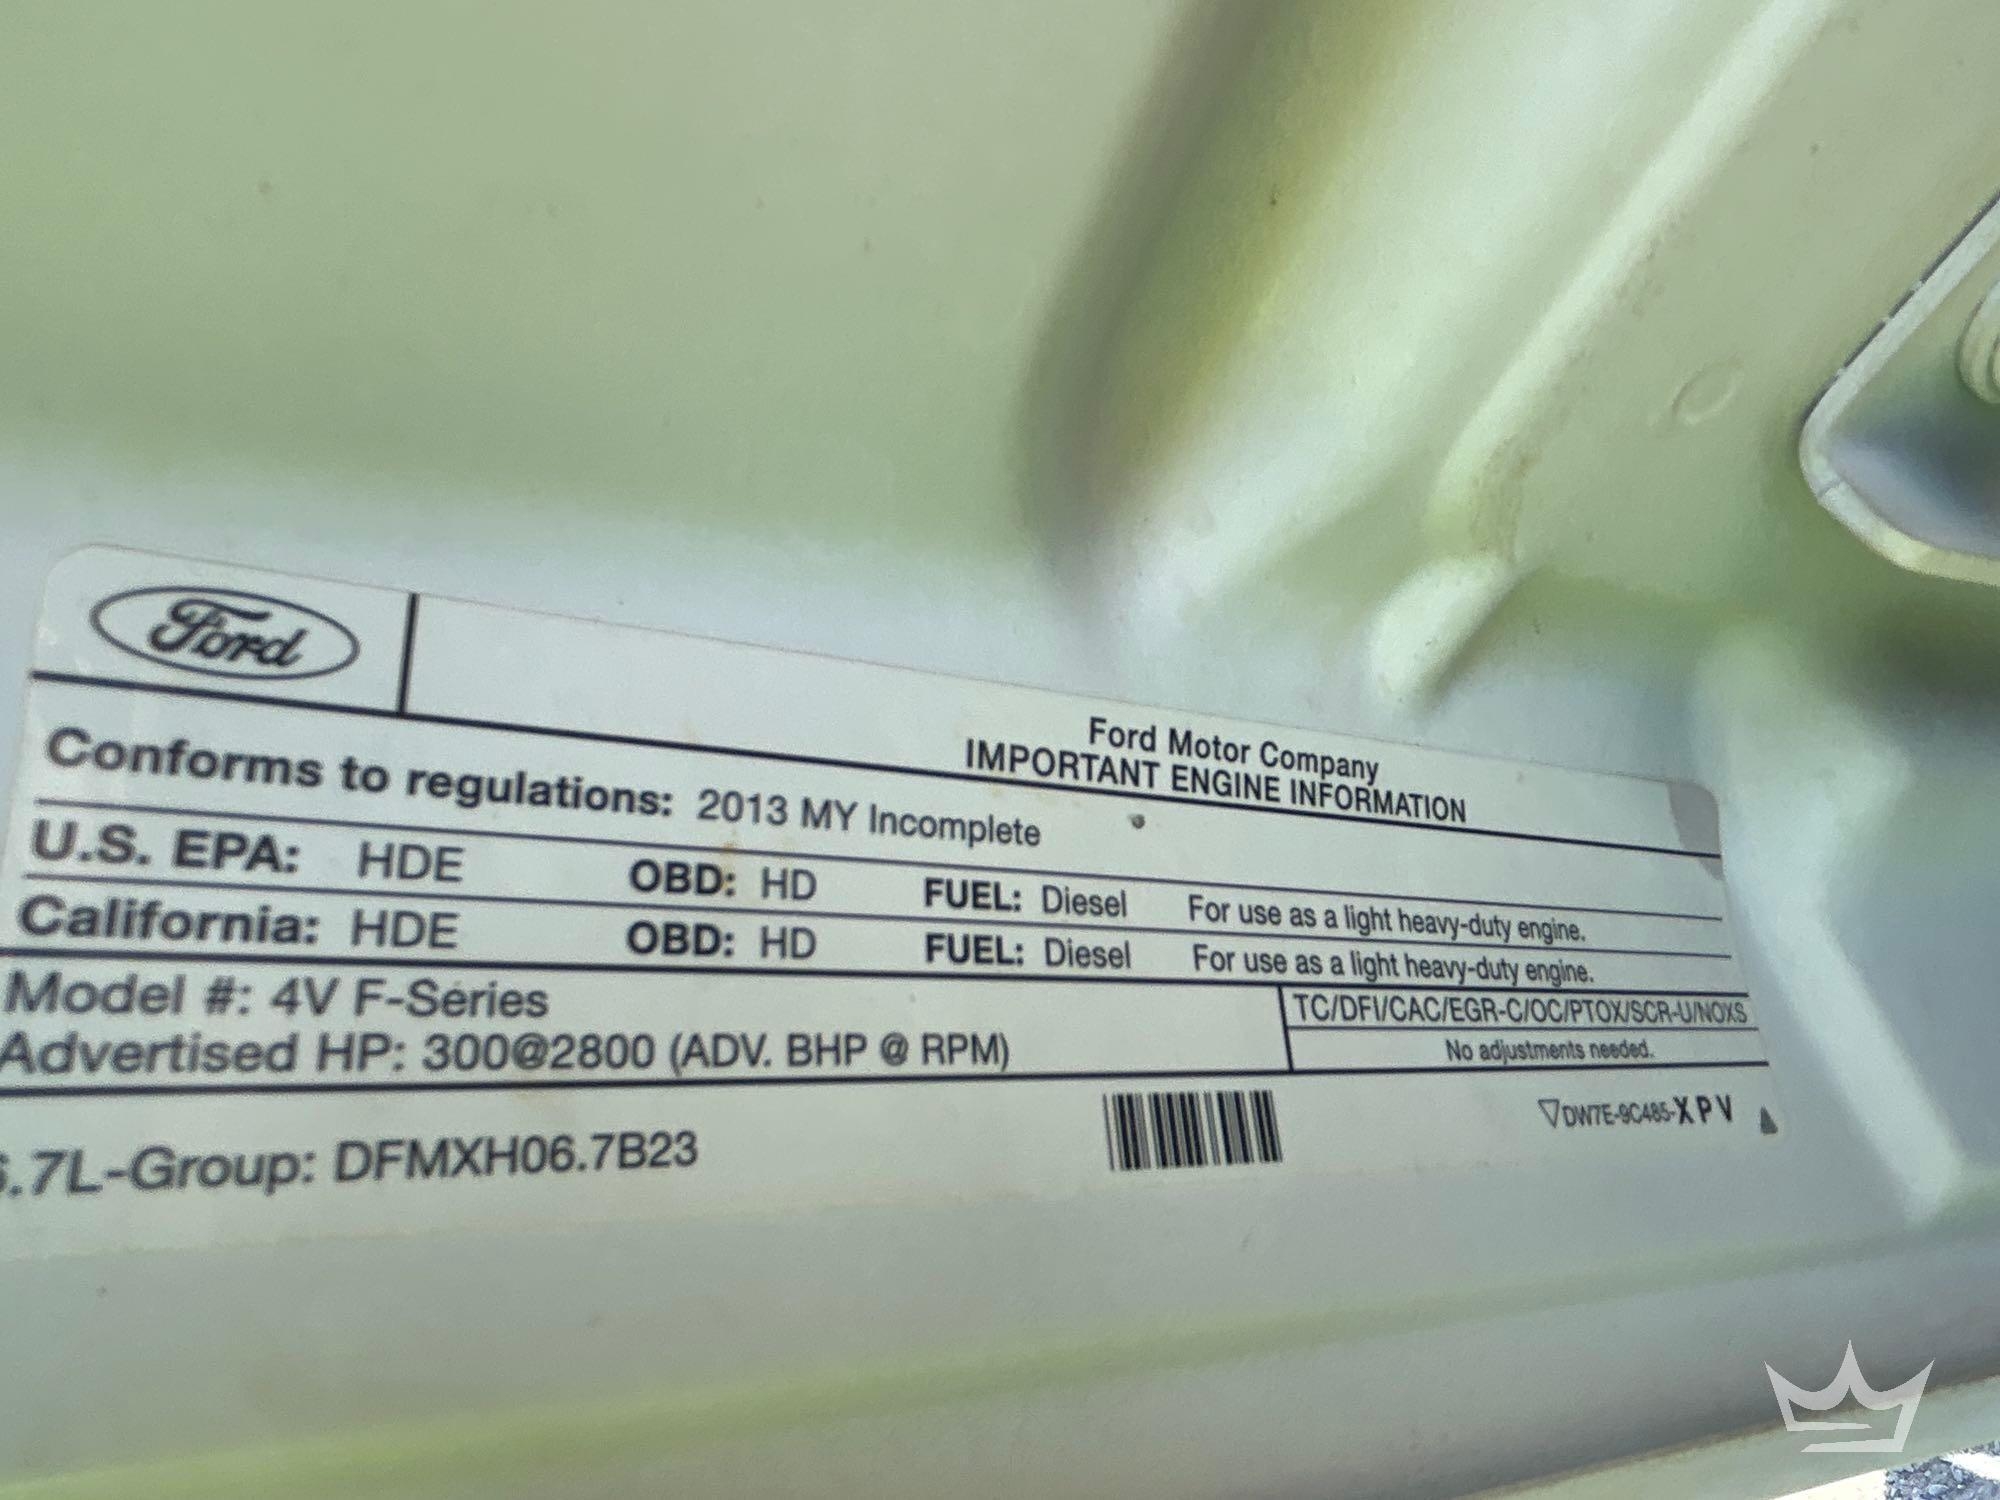 Ford
Ford Motor Company
IMPORTANT ENGINE INFORMATION
Conforms to regulations: 2013 MY Incomplete
U.S. EPA: HDE OBD: HD FUEL: Diesel For use as a light heavy-duty engine.
California: HDE OBD: HD FUEL: Diesel For use as a light heavy-duty engine.
Model #: 4V F-Series
Advertised HP: 300@2800 (ADV. BHP @ RPM)
TC/DFI/CAC/EGR-C/OC/PTOX/SCR-U/NOXS
No adjustments needed.
6.7L-Group: DFMXH06.7B23
DW7E-9C485-XPV